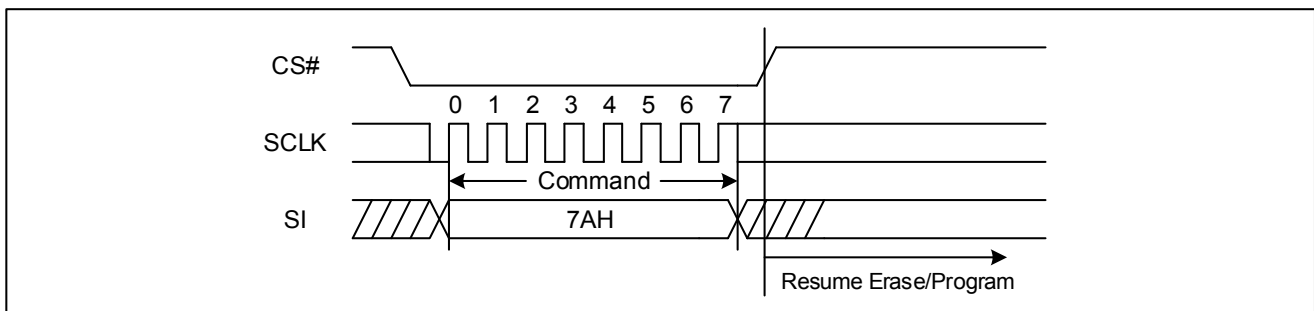 CS#
0 1 2 3 4 5 6 7
SCLK
Command
SI
7AH
Resume Erase/Program